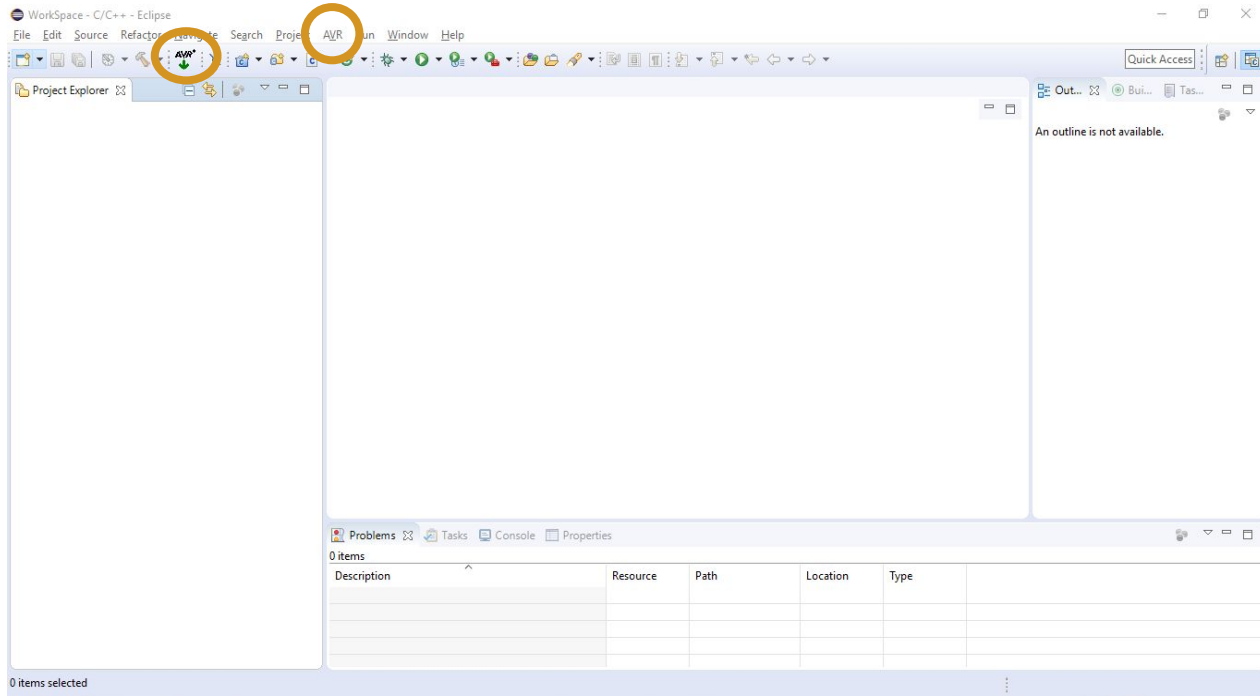 WorkSpace - C/C++ - Eclipse
File Edit Source Refactor Navigate Search Project AVR Run Window Help
AVR Quick Access
Project Explorer
Out... Bui... Tas...
An outline is not available.
Problems Tasks Console Properties
0 items
Description Resource Path Location Type
0 items selected